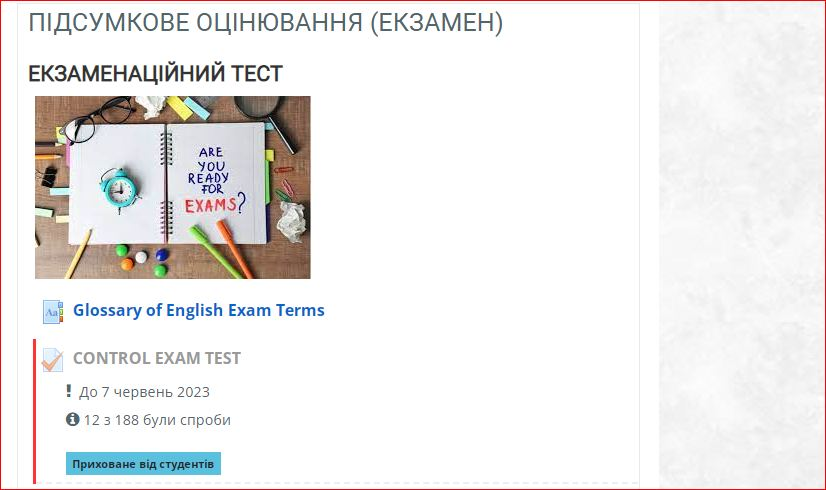 ПІДСУМКОВЕ ОЦІНЮВАННЯ (ЕКЗАМЕН)
ЕКЗАМЕНАЦІЙНИЙ ТЕСТ
ARE
YOU
READY
FOR
EXAMS?
Aa
Glossary of English Exam Terms
CONTROL EXAM TEST
До 7 червень 2023
12 з 188 були спроби
Приховане від студентів